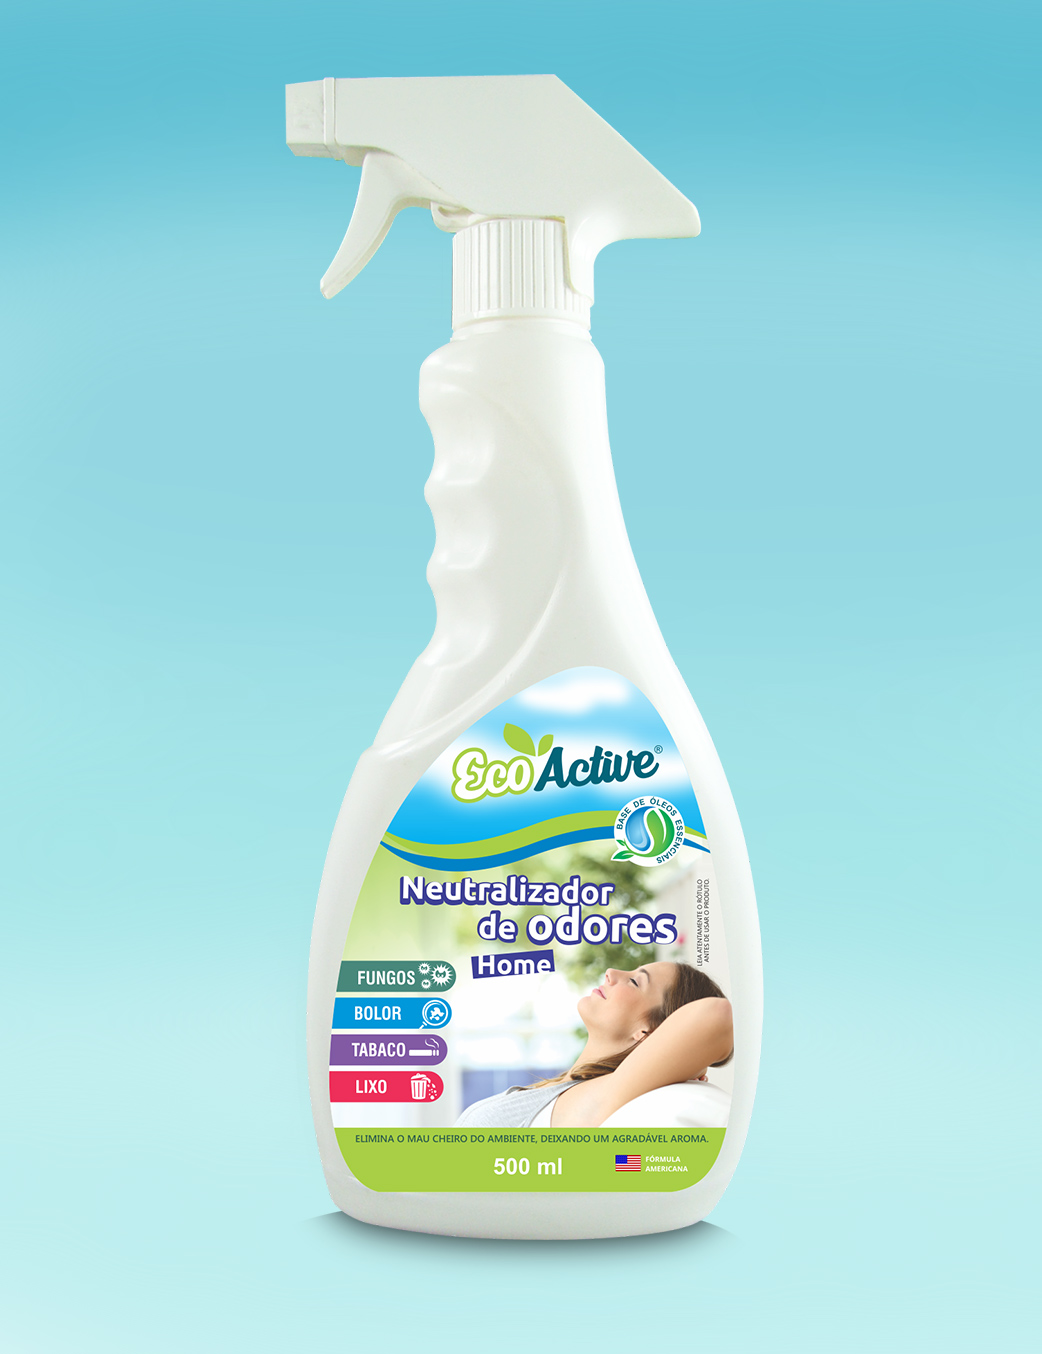 EcoActive®
BASE DE ÓLEOS ESSENCIAIS
Neutralizador
de odores
Home
LEIA ATENTAMENTE O RÓTULO
ANTES DE USAR O PRODUTO.
FUNGOS
BOLOR
TABACO
LIXO
ELIMINA O MAU CHEIRO DO AMBIENTE, DEIXANDO UM AGRADÁVEL AROMA.
500 ml
FÓRMULA
AMERICANA